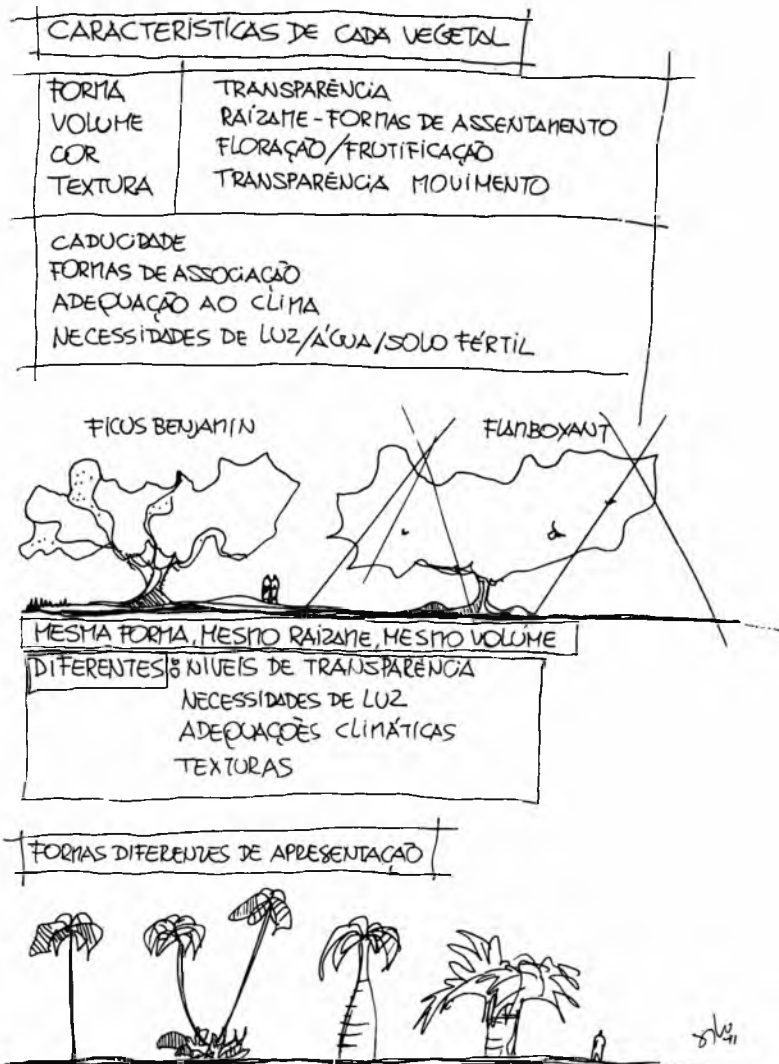 CARACTERÍSTICAS DE CADA VEGETAL
FORMA TRANSPARÊNCIA
VOLUME RAÍZAME-FORMAS DE ASSENTAMENTO
COR FLORAÇÃO/FRUTIFICAÇÃO
TEXTURA TRANSPARÊNCIA MOVIMENTO
CADUCIDADE
FORMAS DE ASSOCIAÇÃO
ADEQUAÇÃO AO CLIMA
NECESSIDADES DE LUZ/ÁGUA/SOLO FÉRTIL
FICUS BENJAMIN FLAMBOYANT
MESMA FORMA, MESMO RAÍZAME, MESMO VOLUME
DIFERENTES: NÍVEIS DE TRANSPARÊNCIA
NECESSIDADES DE LUZ
ADEQUAÇÕES CLIMÁTICAS
TEXTURAS
FORMAS DIFERENTES DE APRESENTAÇÃO